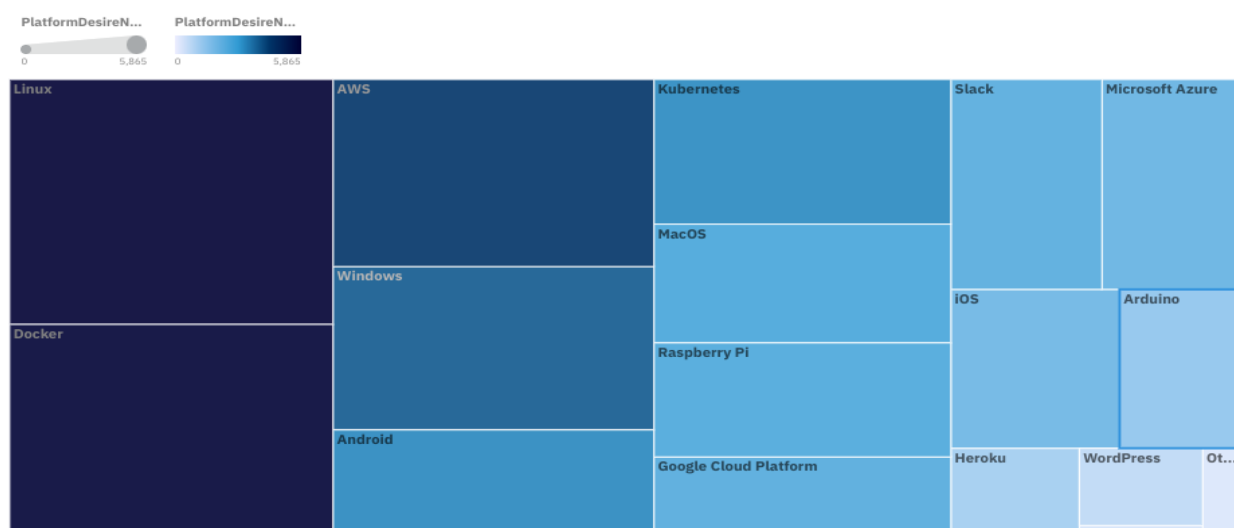 PlatformDesireN... PlatformDesireN...
0 5,865 0 5,865
Linux
AWS
Kubernetes
Slack
Microsoft Azure
MacOS
Windows
iOS
Arduino
Docker
Raspberry Pi
Android
Google Cloud Platform
Heroku
WordPress
Ot...